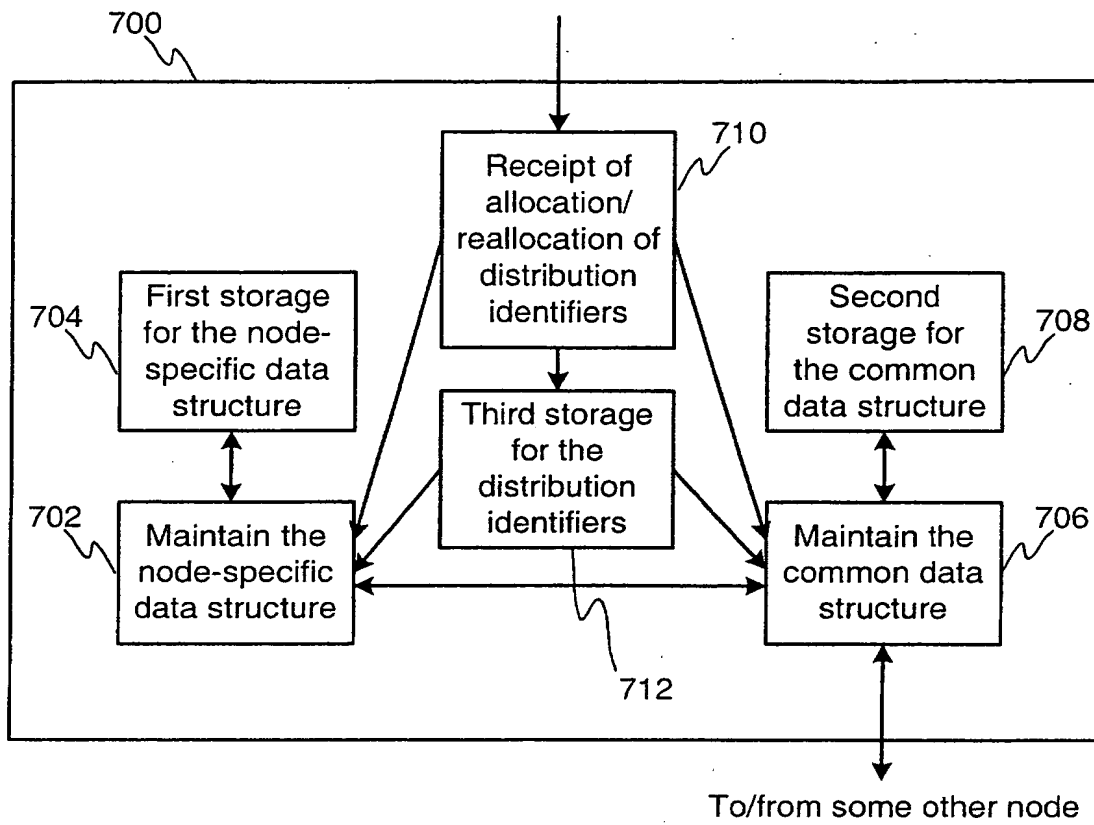 700
710
Receipt of
allocation/
reallocation of
distribution
identifiers
704
First storage
for the node-
specific data
structure
Second
storage for
the common
data structure
708
Third storage
for the
distribution
identifiers
702
Maintain the
node-specific
data structure
Maintain the
common data
structure
706
712
To/from some other node